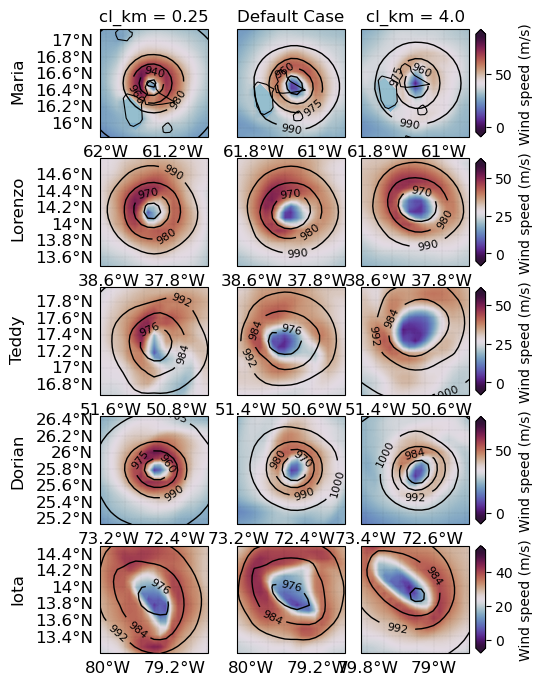 cl_km = 0.25 Default Case cl_km = 4.0
Maria
17°N
16.8°N
16.6°N
16.4°N
16.2°N
16°N
940
980
960
975
990
975
960
990
50
0
Wind speed (m/s)
62°W 61.2°W 61.8°W 61°W 61.8°W 61°W
Lorenzo
14.6°N
14.4°N
14.2°N
14°N
13.8°N
13.6°N
990
970
980
970
980
990
970
980
990
50
25
0
Wind speed (m/s)
38.6°W 37.8°W 38.6°W 37.8°W 38.6°W 37.8°W
Teddy
17.8°N
17.6°N
17.4°N
17.2°N
17°N
16.8°N
992
976
984
984
976
992
984
992
1000
50
25
0
Wind speed (m/s)
51.6°W 50.8°W 51.4°W 50.6°W 51.4°W 50.6°W
Dorian
26.4°N
26.2°N
26°N
25.8°N
25.6°N
25.4°N
25.2°N
975
960
990
980
970
990
1000
1000
984
992
50
0
Wind speed (m/s)
73.2°W 72.4°W 73.2°W 72.4°W 73.4°W 72.6°W
Iota
14.4°N
14.2°N
14°N
13.8°N
13.6°N
13.4°N
976
984
992
976
984
984
992
40
20
0
Wind speed (m/s)
80°W 79.2°W 80°W 79.2°W 79.8°W 79°W